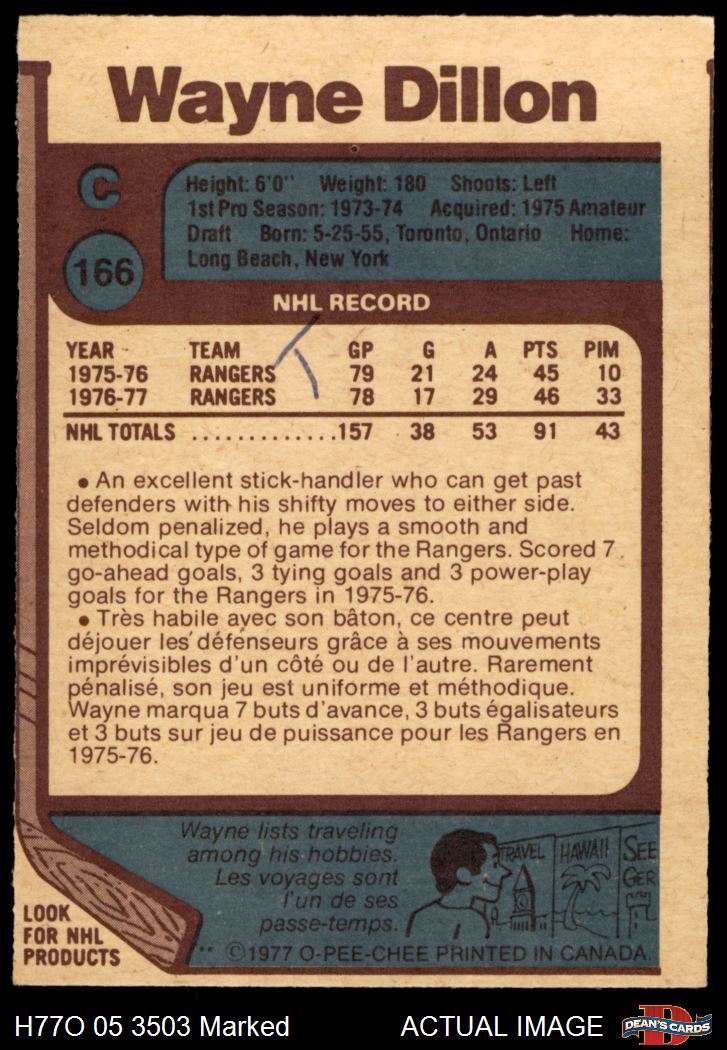 Wayne Dillon
C
166
Height: 6'0" Weight: 180 Shoots: Left
1st Pro Season: 1973-74 Acquired: 1975 Amateur
Draft Born: 5-25-55, Toronto, Ontario Home:
Long Beach, New York
NHL RECORD
YEAR TEAM GP G A PTS PIM
1975-76 RANGERS 79 21 24 45 10
1976-77 RANGERS 78 17 29 46 33
NHL TOTALS .............157 38 53 91 43
• An excellent stick-handler who can get past
defenders with his shifty moves to either side.
Seldom penalized, he plays a smooth and
methodical type of game for the Rangers. Scored 7
go-ahead goals, 3 tying goals and 3 power-play
goals for the Rangers in 1975-76.
• Très habile avec son bâton, ce centre peut
déjouer les défenseurs grâce à ses mouvements
imprévisibles d'un côté ou de l'autre. Rarement
pénalisé, son jeu est uniforme et méthodique.
Wayne marqua 7 buts d'avance, 3 buts égalisateurs
et 3 buts sur jeu de puissance pour les Rangers en
1975-76.
Wayne lists traveling
among his hobbies.
Les voyages sont
l'un de ses
passe-temps.
TRAVEL HAWAII SEE
GER
LOOK
FOR NHL
PRODUCTS
** ©1977 O-PEE-CHEE PRINTED IN CANADA.
H77O 05 3503 Marked ACTUAL IMAGE D DEAN'S CARDS